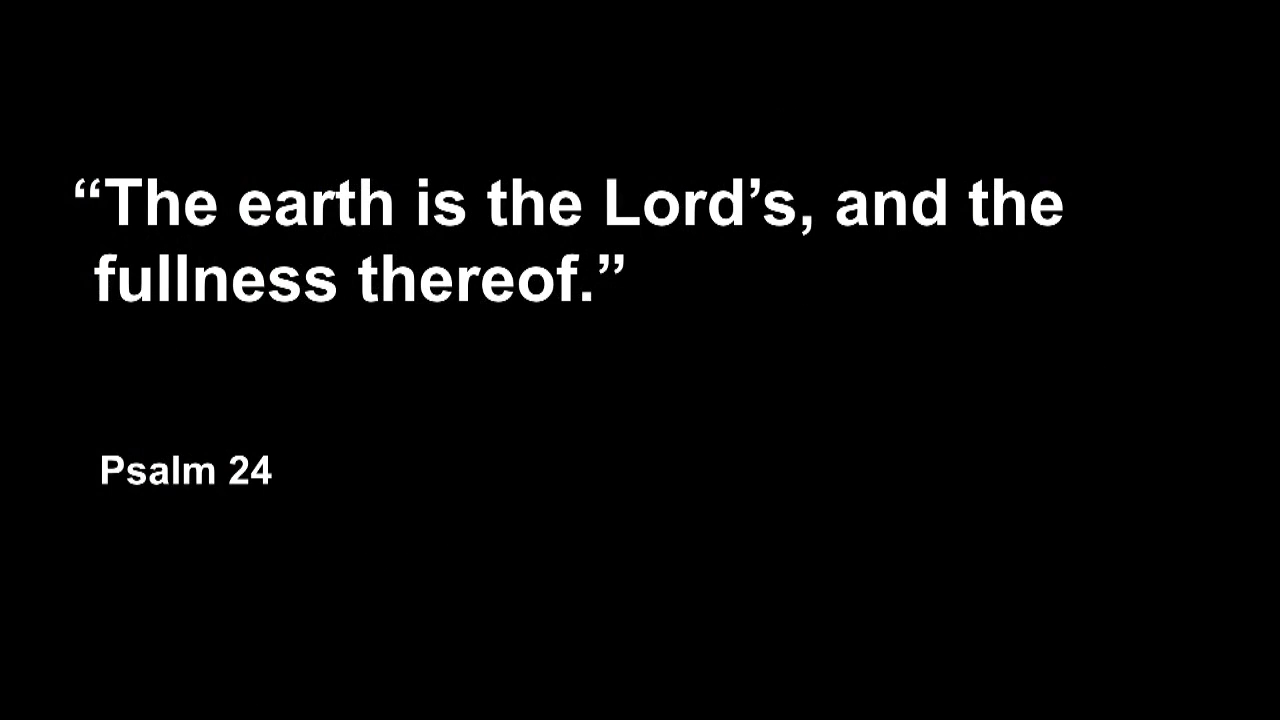 “The earth is the Lord’s, and the
fullness thereof.”
Psalm 24